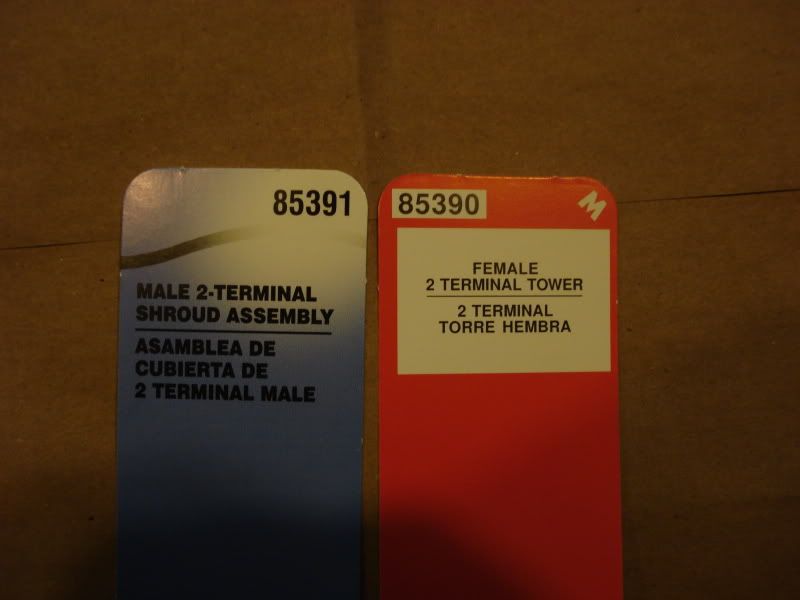 85391
MALE 2-TERMINAL
SHROUD ASSEMBLY
ASAMBLEA DE
CUBIERTA DE
2 TERMINAL MALE
85390
M
FEMALE
2 TERMINAL TOWER
2 TERMINAL
TORRE HEMBRA